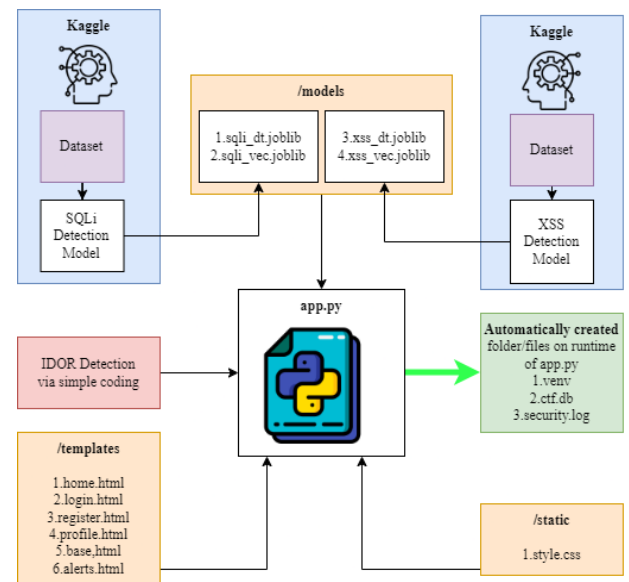 Kaggle
Dataset
SQLi
Detection
Model
/models
1.sqli_dt.joblib
2.sqli_vec.joblib
3.xss_dt.joblib
4.xss_vec.joblib
Kaggle
Dataset
XSS
Detection
Model
IDOR Detection
via simple coding
app.py
Automatically created
folder/files on runtime
of app.py
1.venv
2.ctf.db
3.security.log
/templates
1.home.html
2.login.html
3.register.html
4.profile.html
5.base,html
6.alerts.html
/static
1.style.css